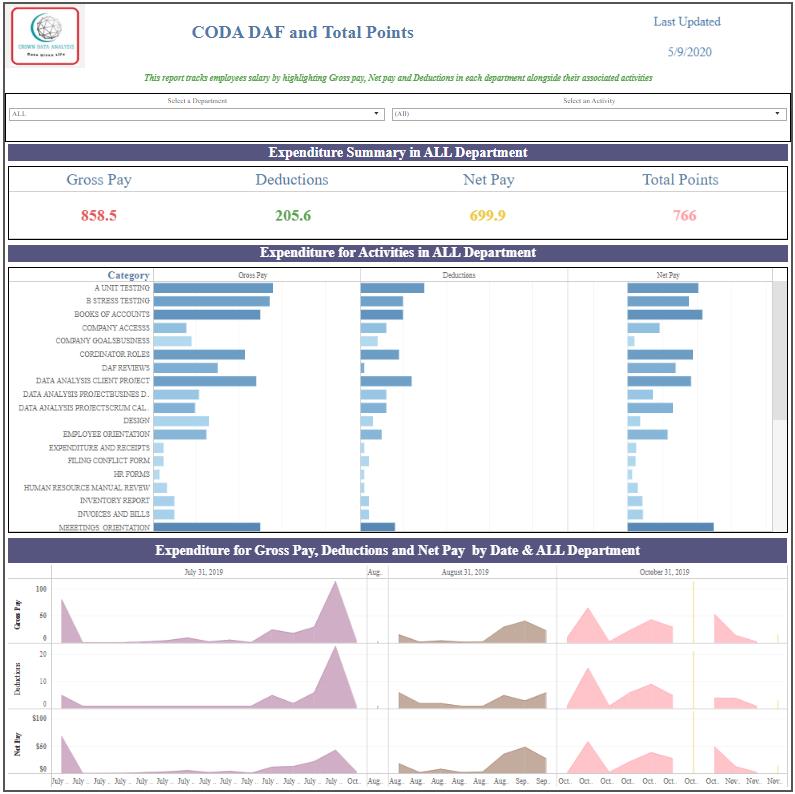 CROWN DATA ANALYSIS
CODA DAF and Total Points
Last Updated
5/9/2020
This report tracks employees salary by highlighting Gross pay, Net pay and Deductions in each department alongside their associated activities
Select a Department
Select an Activity
ALL
(All)
Expenditure Summary in ALL Department
Gross Pay Deductions Net Pay Total Points
858.5 205.6 699.9 766
Expenditure for Activities in ALL Department
Category Gross Pay Deductions Net Pay
A UNIT TESTING
B STRESS TESTING
BOOKS OF ACCOUNTS
COMPANY ACCESSS
COMPANY GOALSBUSINESS
CORDINATOR ROLES
DAF REVIEWS
DATA ANALYSIS CLIENT PROJECT
DATA ANALYSIS PROJECTBUSINES D..
DATA ANALYSIS PROJECTSCRUM CAL..
DESIGN
EMPLOYEE ORIENTATION
EXPENDITURE AND RECEIPTS
FILING CONFLICT FORM
HR FORMS
HUMAN RESOURCE MANUAL REVEW
INVENTORY REPORT
INVOICES AND BILLS
MEEETINGS ORIENTATION
Expenditure for Gross Pay, Deductions and Net Pay by Date & ALL Department
July 31, 2019 Aug.. August 31, 2019 October 31, 2019
Gross Pay
100
50
0
Deductions
20
10
0
Net Pay
$100
$50
$0
July .. July .. July .. July .. July .. July .. July .. July .. July .. July .. July .. July .. July .. July .. Oct.. Aug.. Aug.. Aug.. Aug.. Aug.. Aug.. Aug.. Sep.. Sep.. Oct.. Oct.. Oct.. Oct.. Oct.. Oct.. Oct.. Oct.. Nov.. Nov.. Nov..